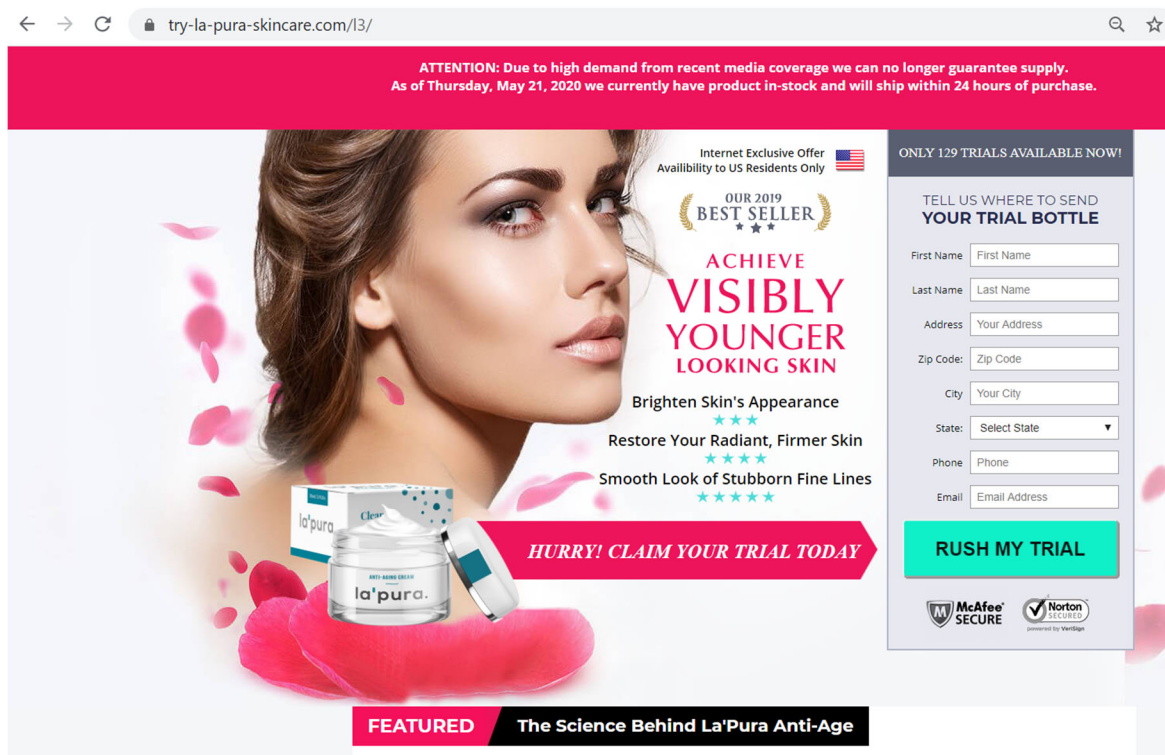 try-la-pura-skincare.com/l3/
ATTENTION: Due to high demand from recent media coverage we can no longer guarantee supply.
As of Thursday, May 21, 2020 we currently have product in-stock and will ship within 24 hours of purchase.
Internet Exclusive Offer
Availibility to US Residents Only
OUR 2019
BEST SELLER
ACHIEVE
VISIBLY
YOUNGER
LOOKING SKIN
Brighten Skin's Appearance
Restore Your Radiant, Firmer Skin
Smooth Look of Stubborn Fine Lines
la'pura
Clear
ANTI-AGING CREAM
la'pura.
HURRY! CLAIM YOUR TRIAL TODAY
ONLY 129 TRIALS AVAILABLE NOW!
TELL US WHERE TO SEND
YOUR TRIAL BOTTLE
First Name First Name
Last Name Last Name
Address Your Address
Zip Code: Zip Code
City Your City
State: Select State
Phone Phone
Email Email Address
RUSH MY TRIAL
McAfee
SECURE
Norton
SECURED
powered by VeriSign
FEATURED The Science Behind La'Pura Anti-Age